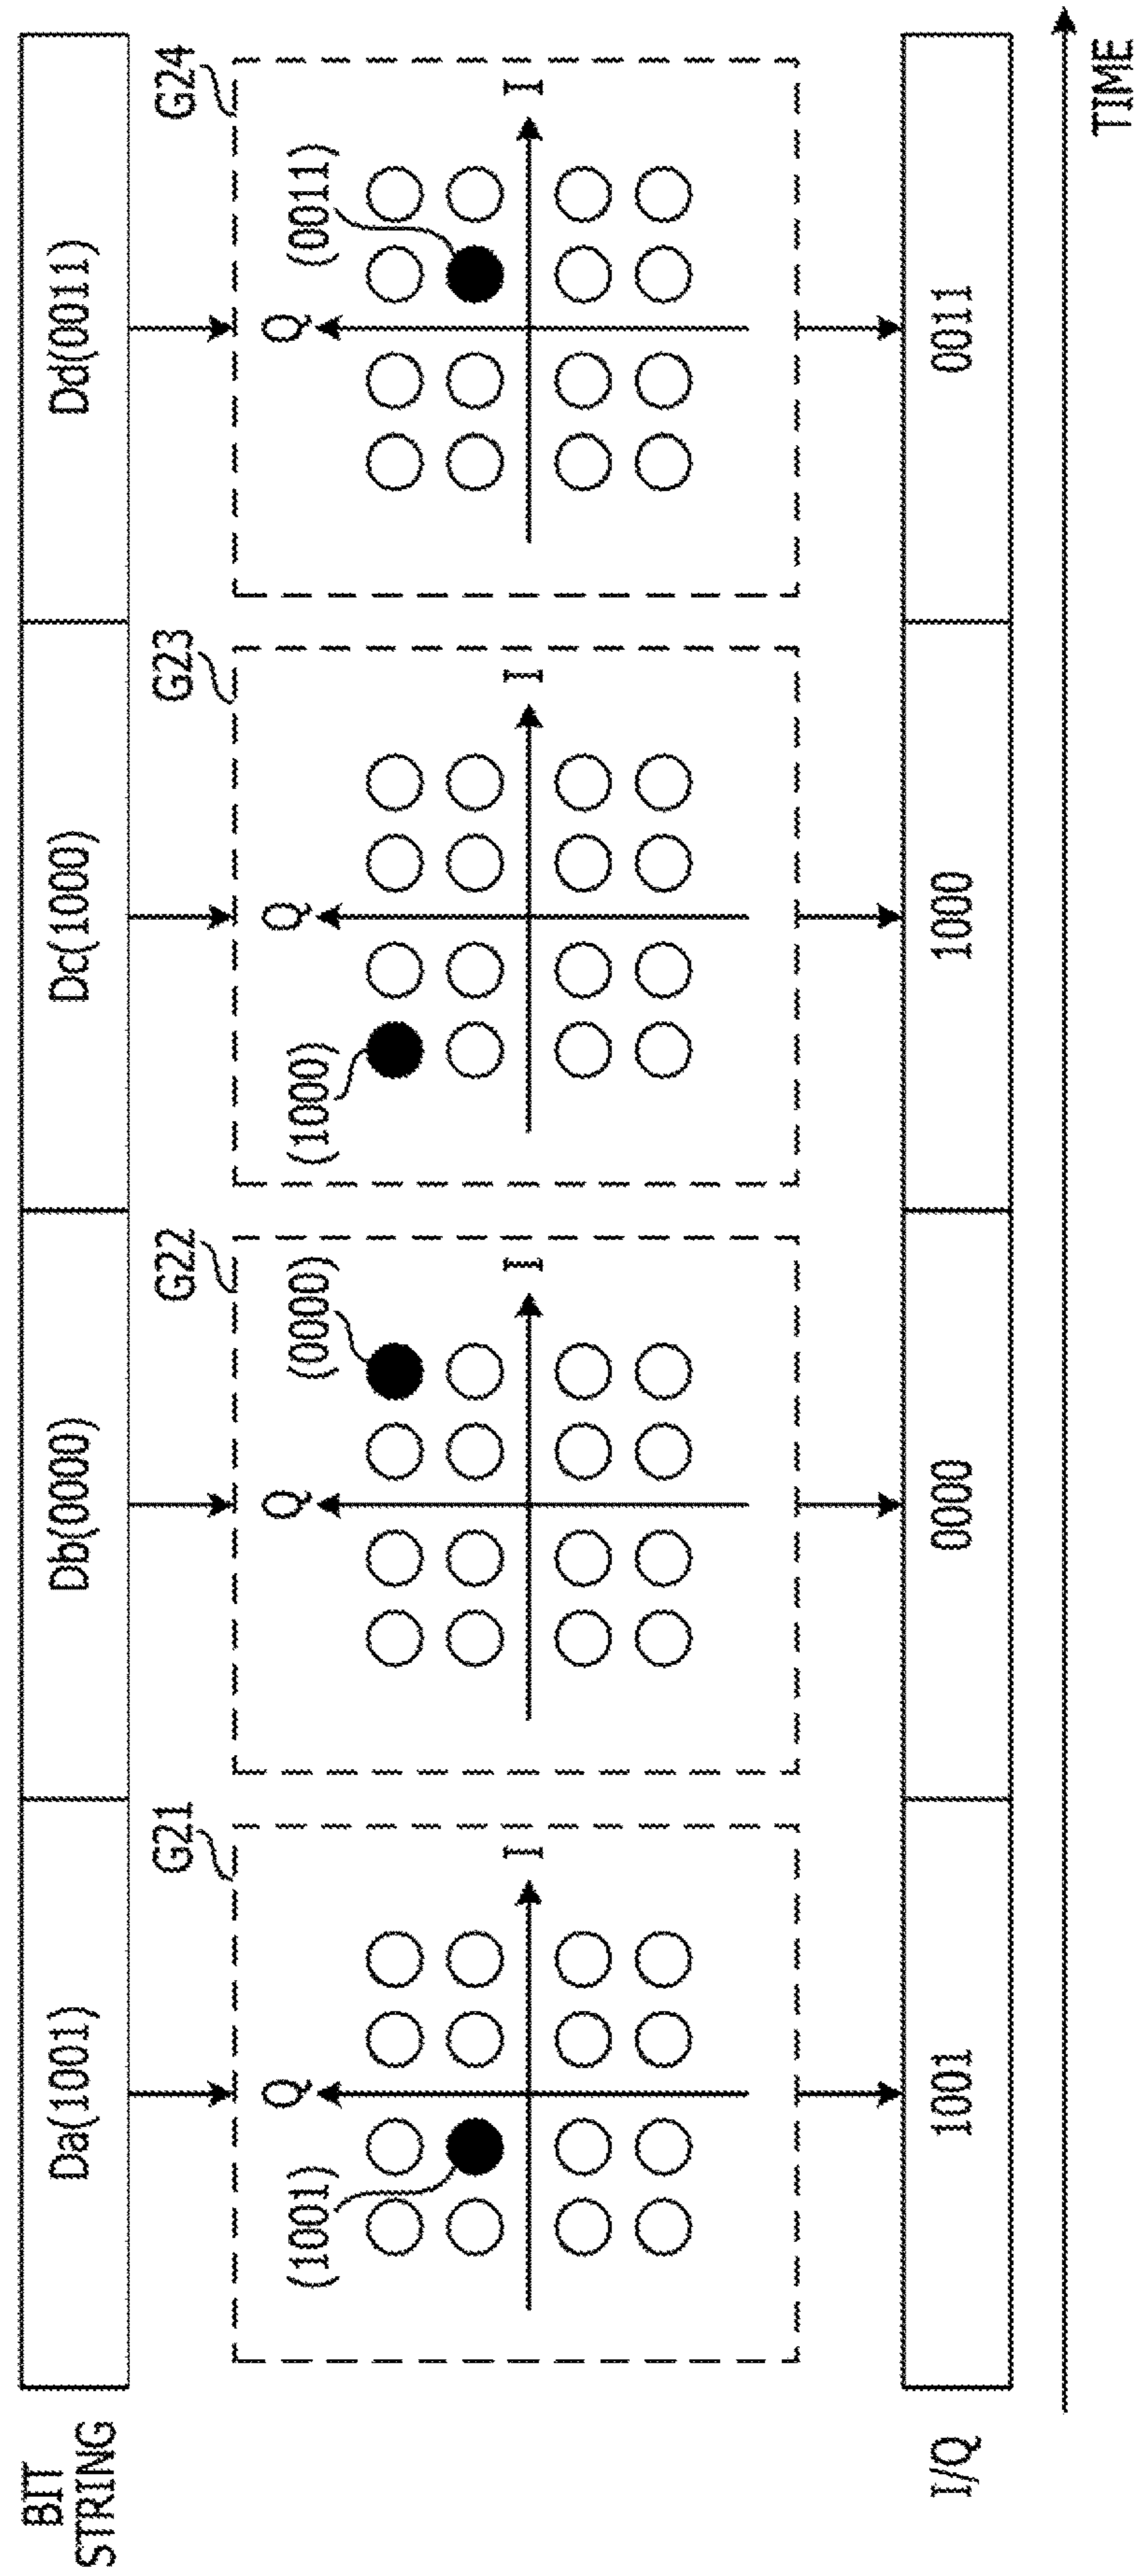 BIT
STRING
Da(1001)
Db(0000)
Dc(1000)
Dd(0011)
G21
G22
G23
G24
(1001)
Q
I
(0000)
Q
I
(1000)
Q
I
(0011)
Q
I
I/Q
1001
0000
1000
0011
TIME